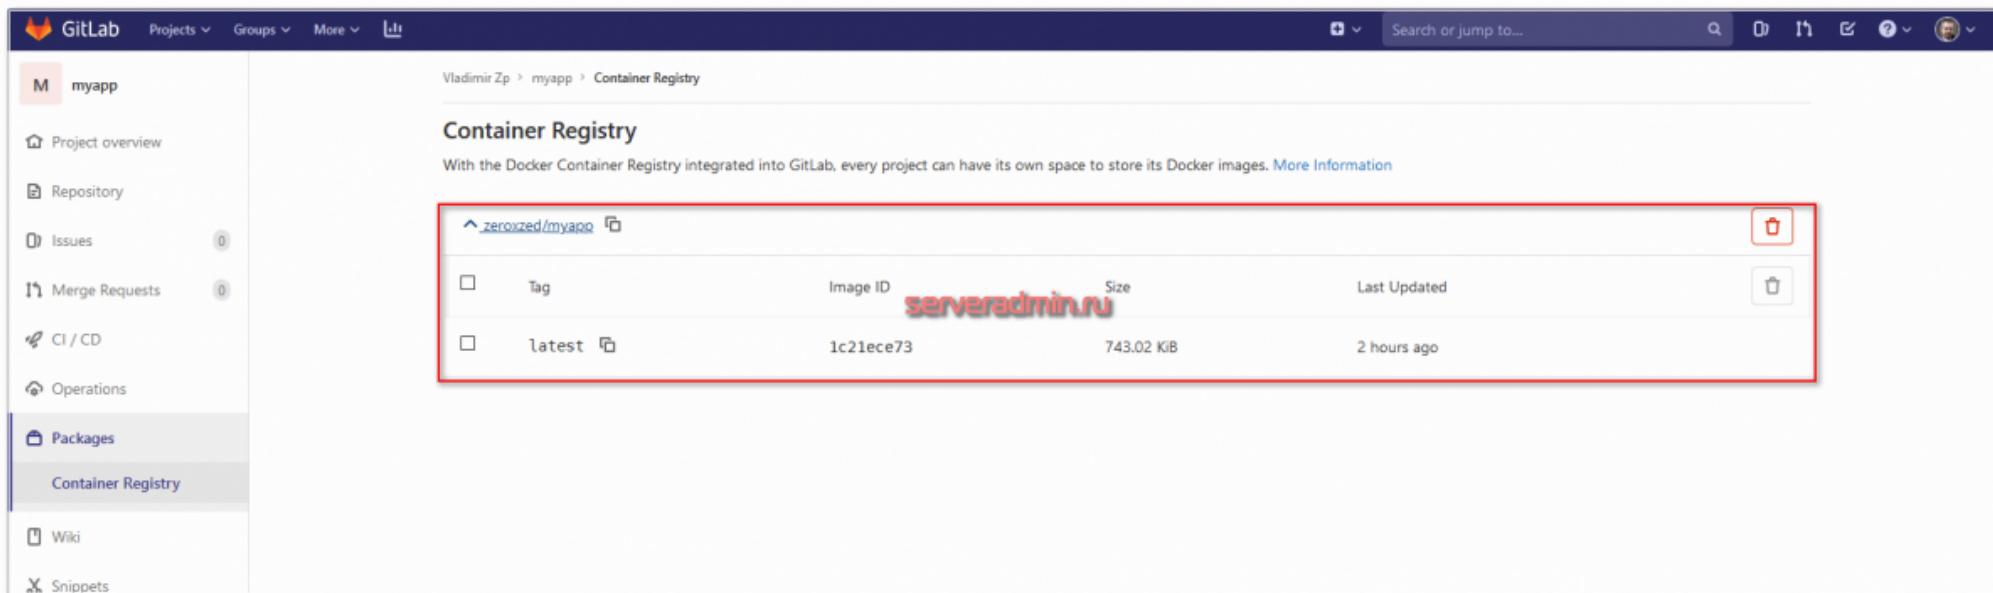 GitLab Projects Groups More Search or jump to...
M myapp
Vladimir Zp > myapp > Container Registry
Container Registry
With the Docker Container Registry integrated into GitLab, every project can have its own space to store its Docker images. More Information
Project overview
Repository
Issues 0
Merge Requests 0
CI / CD
Operations
Packages
Container Registry
Wiki
Snippets
zeroxzed/myapp
Tag Image ID Size Last Updated
serveradmin.ru
latest 1c21ece73 743.02 KiB 2 hours ago